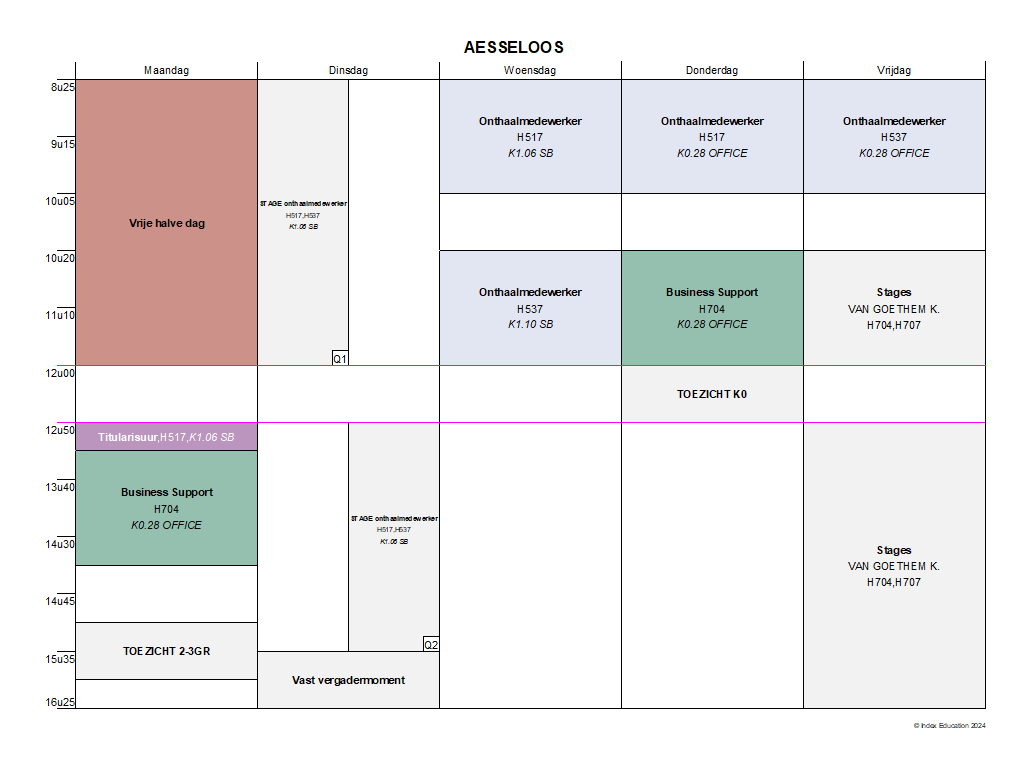 AESSELOOS
Maandag Dinsdag Woensdag Donderdag Vrijdag
8u25
9u15
10u05
10u20
11u10
12u00
12u50
13u40
14u30
14u45
15u35
16u25
Vrije halve dag
Titularisuur,H517,K1.06 SB
Business Support
H704
K0.28 OFFICE
TOEZICHT 2-3GR
STAGE onthaalmedewerker
H517,H537
K1.06 SB
Q1
STAGE onthaalmedewerker
H517,H537
K1.06 SB
Q2
Vast vergadermoment
Onthaalmedewerker
H517
K1.06 SB
Onthaalmedewerker
H537
K1.10 SB
Onthaalmedewerker
H517
K0.28 OFFICE
Business Support
H704
K0.28 OFFICE
TOEZICHT K0
Onthaalmedewerker
H537
K0.28 OFFICE
Stages
VAN GOETHEM K.
H704,H707
Stages
VAN GOETHEM K.
H704,H707
© Index Education 2024